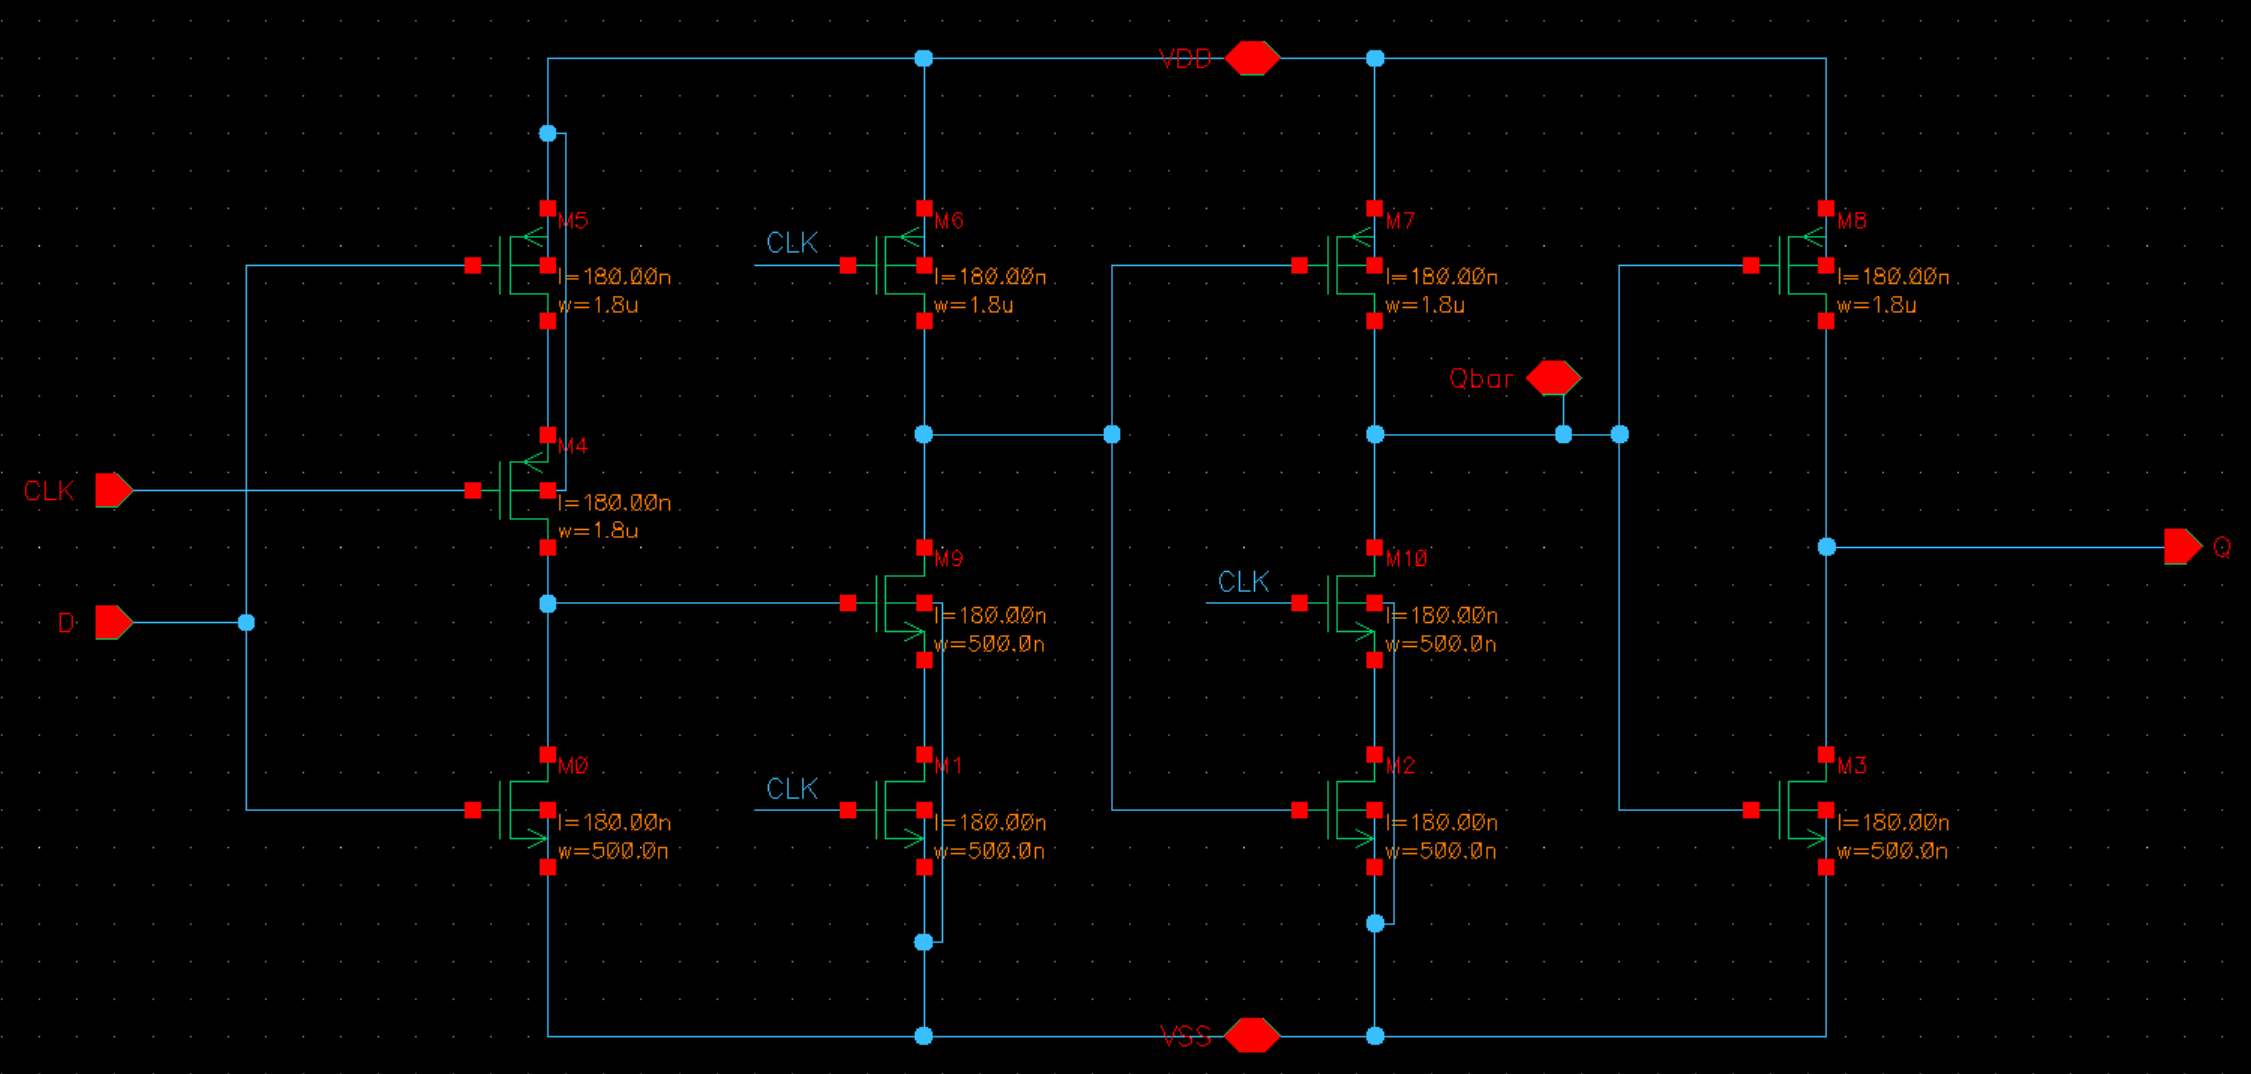 VDD
M5
l=180.00n
w=1.8u
CLK
M6
l=180.00n
w=1.8u
M7
l=180.00n
w=1.8u
M8
l=180.00n
w=1.8u
Qbar
CLK
M4
l=180.00n
w=1.8u
M9
l=180.00n
w=500.0n
CLK
M10
l=180.00n
w=500.0n
Q
D
M0
l=180.00n
w=500.0n
CLK
M1
l=180.00n
w=500.0n
M2
l=180.00n
w=500.0n
M3
l=180.00n
w=500.0n
VSS